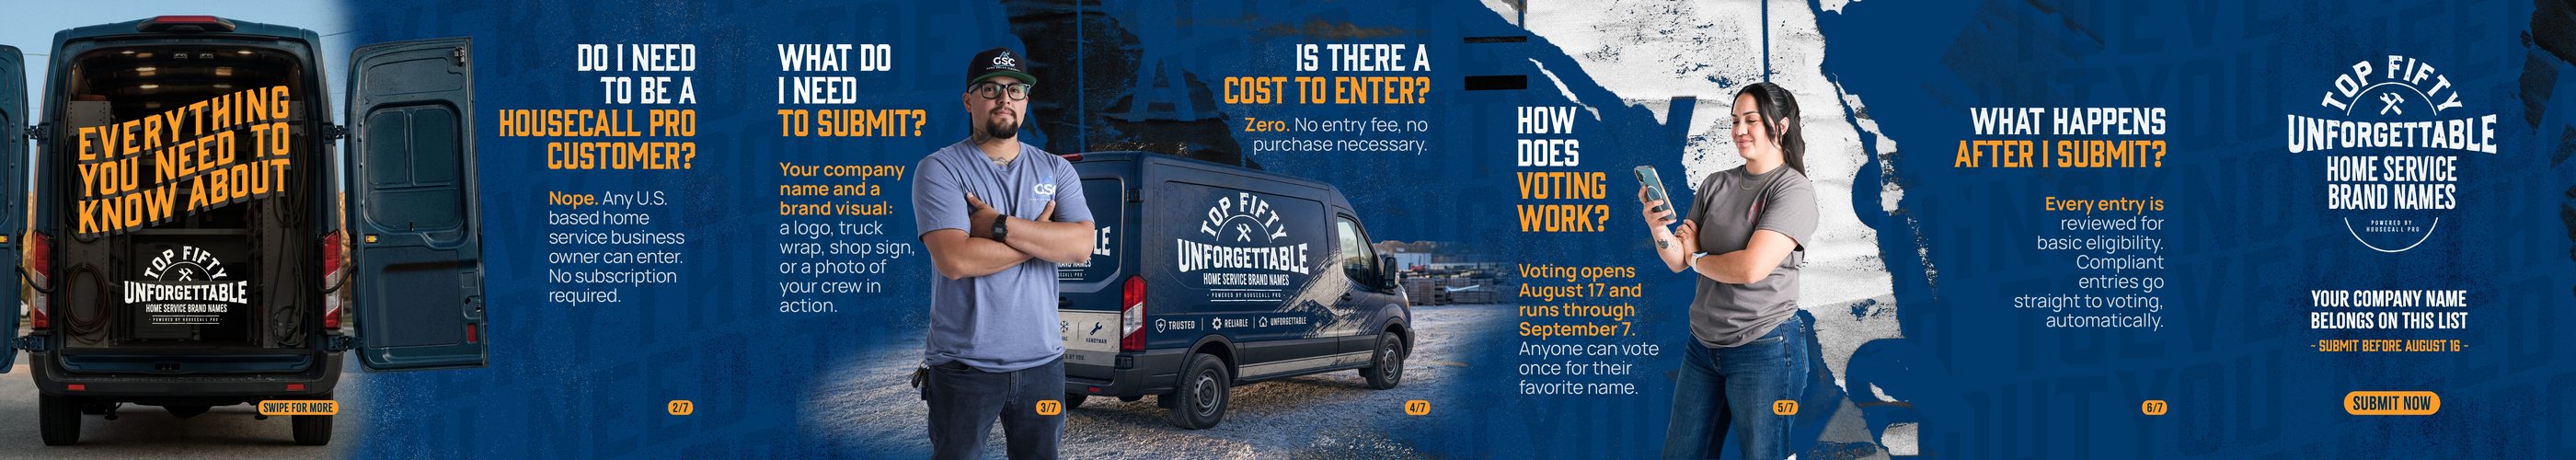 EVERYTHING
YOU NEED TO
KNOW ABOUT
TOP FIFTY
UNFORGETTABLE
HOME SERVICE BRAND NAMES
POWERED BY HOUSECALL PRO
SWIPE FOR MORE
DO I NEED
TO BE A
HOUSECALL PRO
CUSTOMER?
Nope. Any U.S.
based home
service business
owner can enter.
No subscription
required.
2/7
WHAT DO
I NEED
TO SUBMIT?
Your company
name and a
brand visual:
a logo, truck
wrap, shop sign,
or a photo of
your crew in
action.
GSC
GSC
3/7
IS THERE A
COST TO ENTER?
Zero. No entry fee, no
purchase necessary.
TOP FIFTY
UNFORGETTABLE
HOME SERVICE BRAND NAMES
POWERED BY HOUSECALL PRO
TRUSTED | RELIABLE | UNFORGETTABLE
HANDYMAN
4/7
HOW
DOES
VOTING
WORK?
Voting opens
August 17 and
runs through
September 7.
Anyone can vote
once for their
favorite name.
5/7
WHAT HAPPENS
AFTER I SUBMIT?
Every entry is
reviewed for
basic eligibility.
Compliant
entries go
straight to voting,
automatically.
6/7
TOP FIFTY
UNFORGETTABLE
HOME SERVICE
BRAND NAMES
POWERED BY
HOUSECALL PRO
YOUR COMPANY NAME
BELONGS ON THIS LIST
- SUBMIT BEFORE AUGUST 16 -
SUBMIT NOW